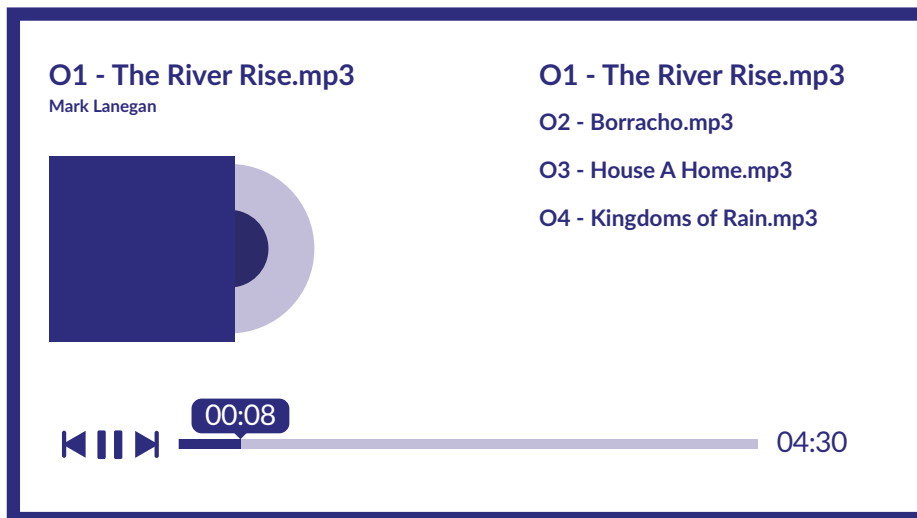 O1 - The River Rise.mp3
Mark Lanegan
O1 - The River Rise.mp3
O2 - Borracho.mp3
O3 - House A Home.mp3
O4 - Kingdoms of Rain.mp3
00:08
04:30